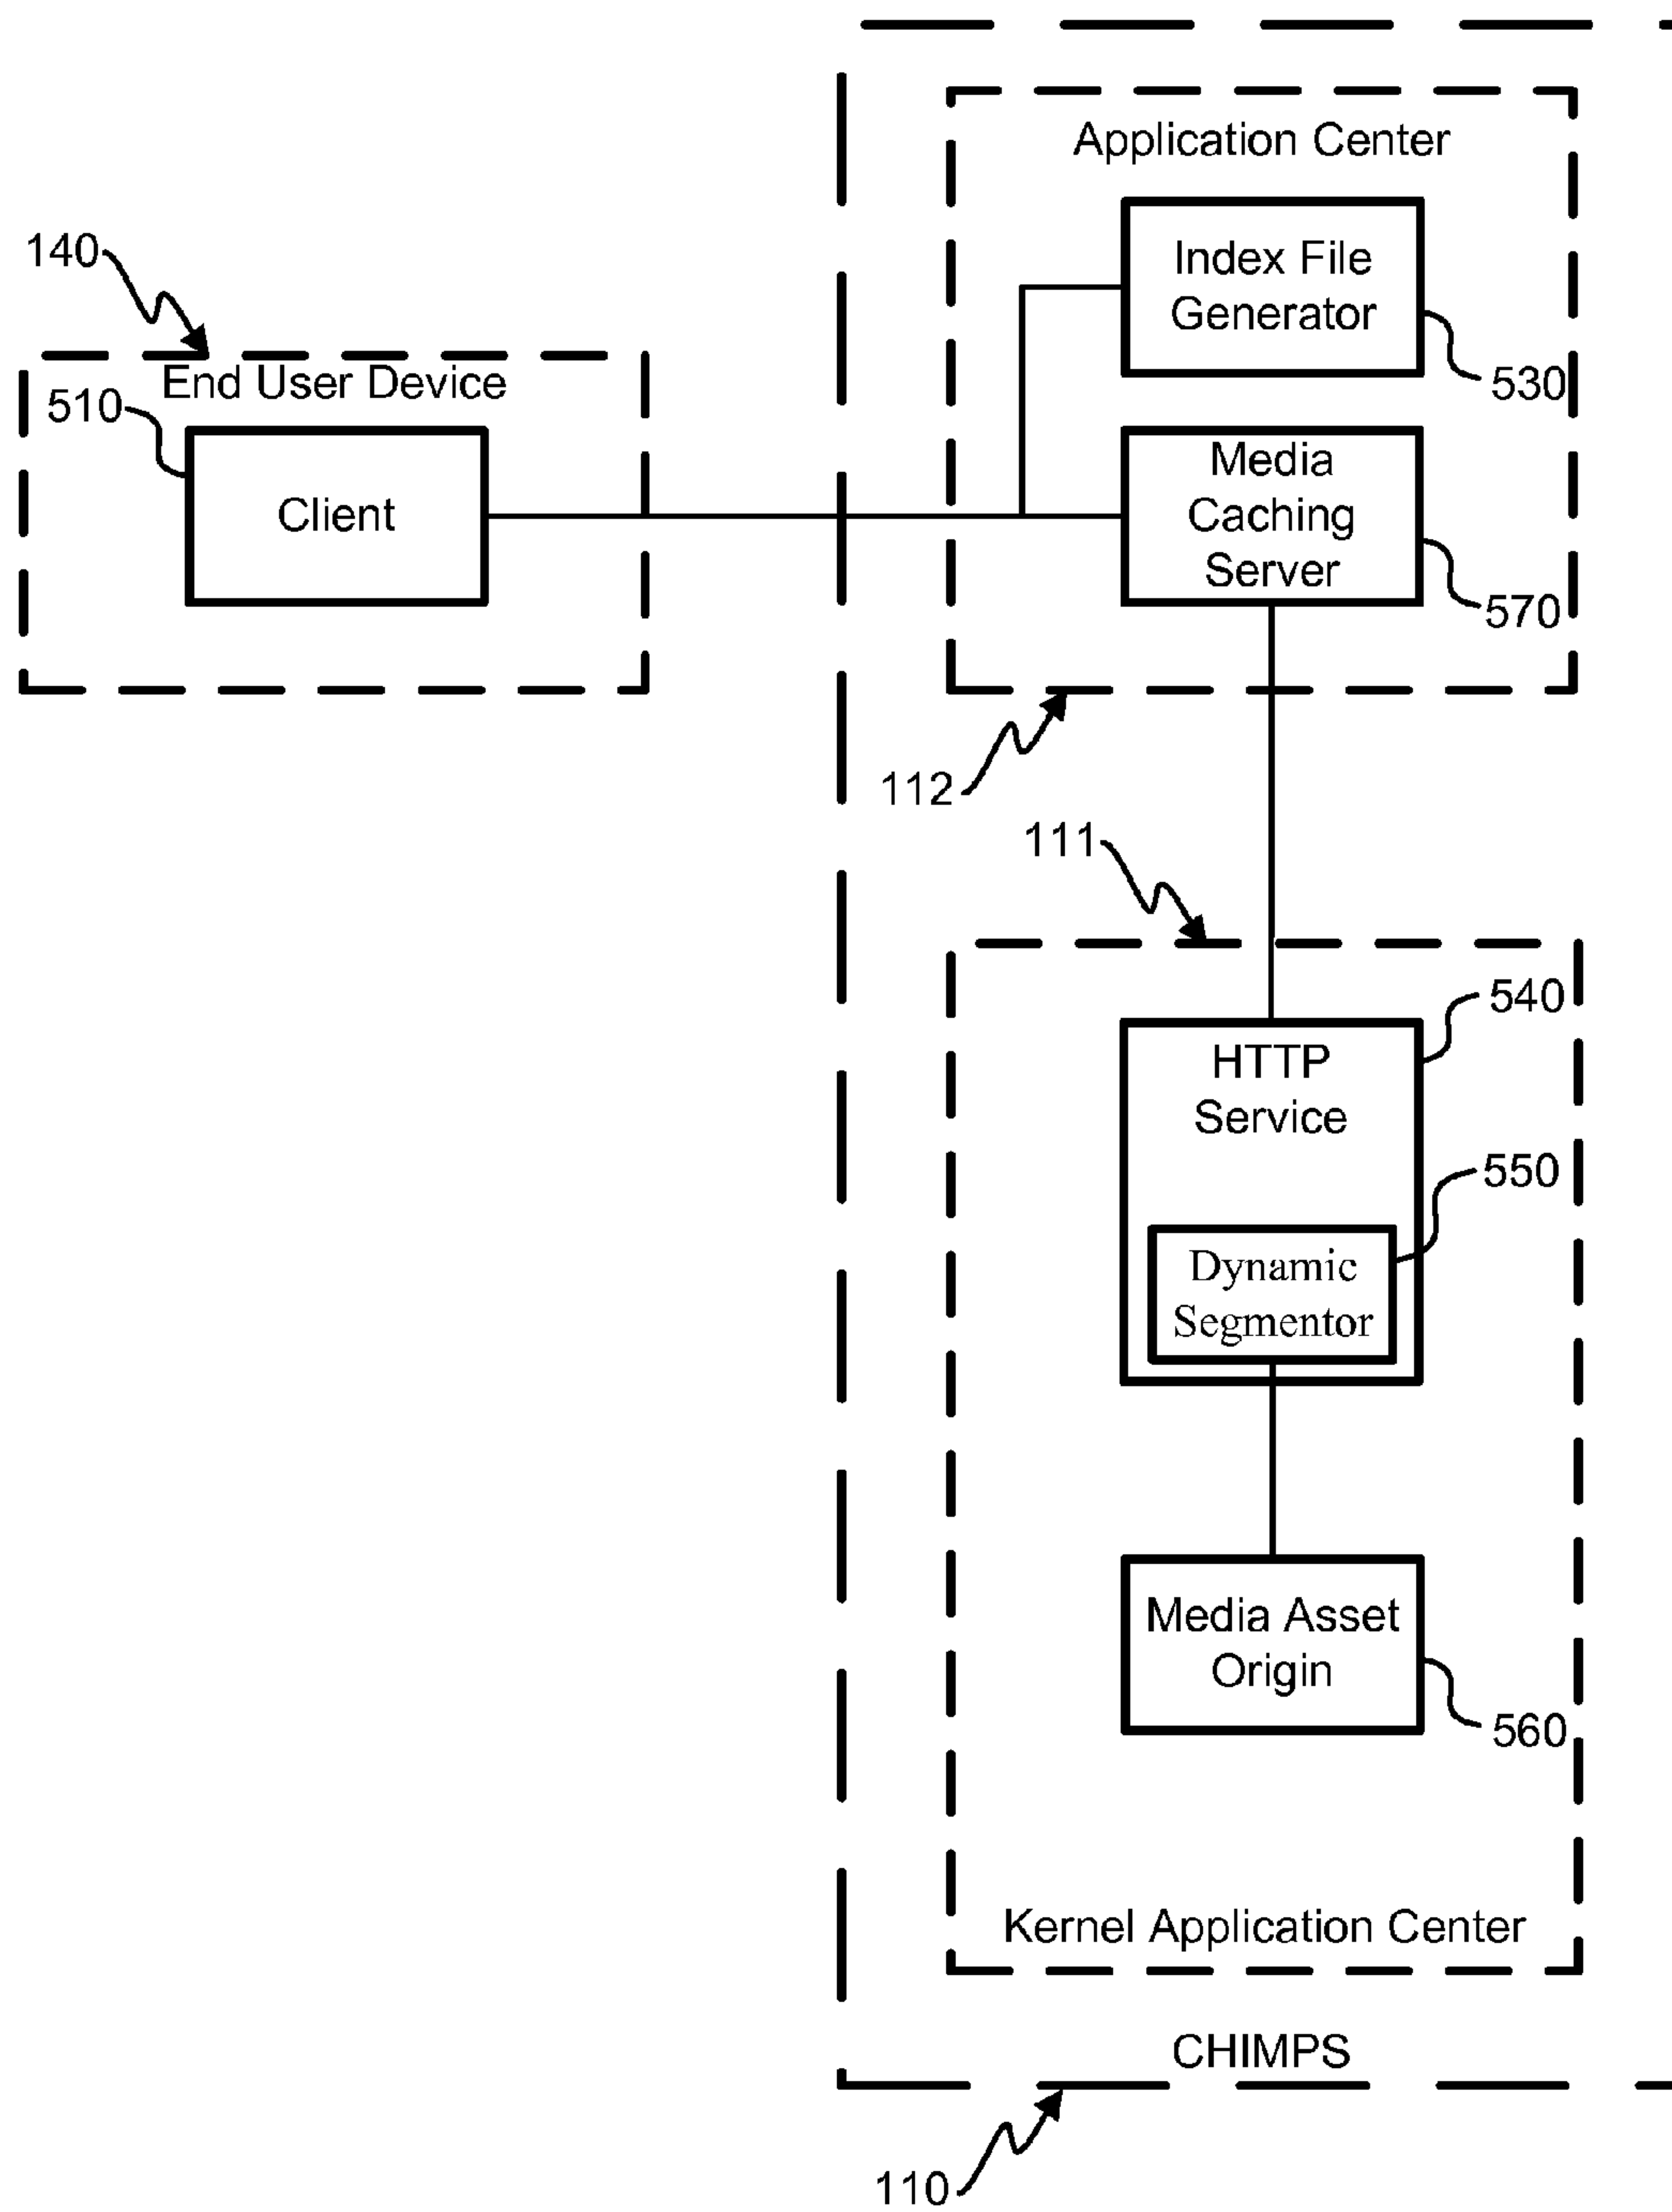 Application Center
Index File
Generator
530
140
End User Device
510
Client
Media
Caching
Server
570
112
111
540
HTTP
Service
550
Dynamic
Segmentor
Media Asset
Origin
560
Kernel Application Center
CHIMPS
110